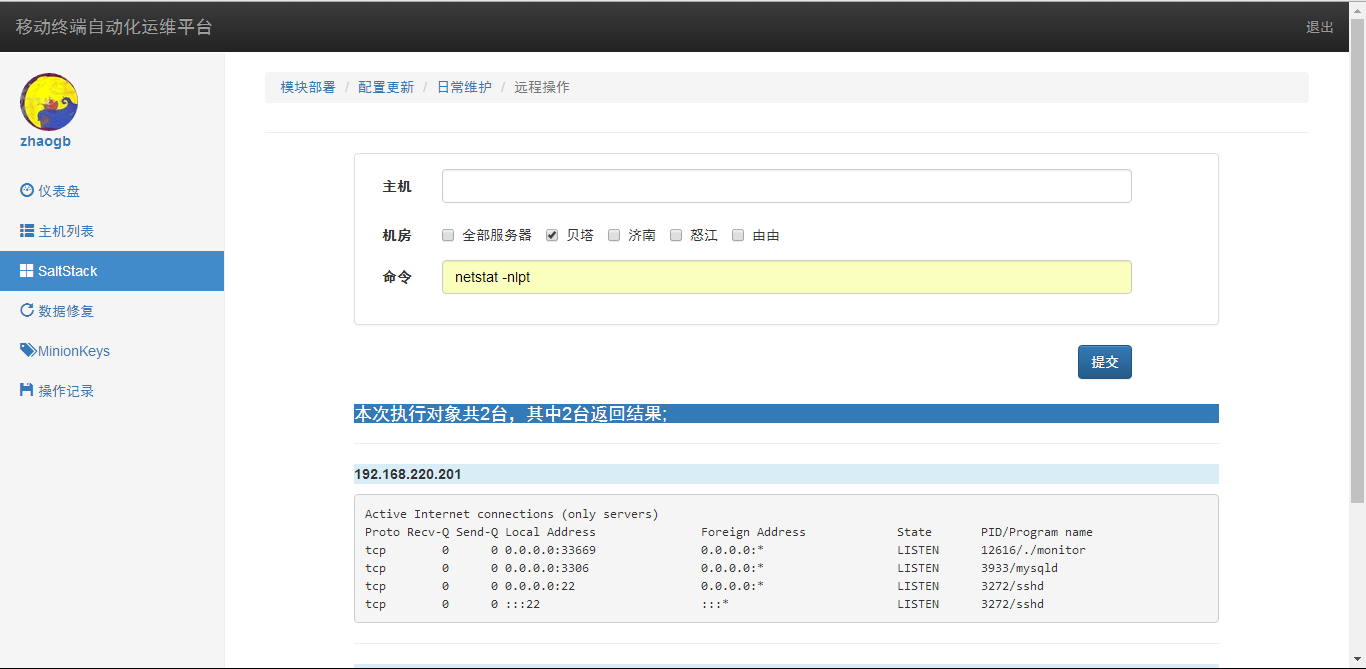 移动终端自动化运维平台 退出
zhaogb
仪表盘
主机列表
SaltStack
数据修复
MinionKeys
操作记录
模块部署 / 配置更新 / 日常维护 / 远程操作
主机
机房 全部服务器 贝塔 济南 怒江 由由
命令 netstat -nlpt
提交
本次执行对象共2台，其中2台返回结果;
192.168.220.201
Active Internet connections (only servers)
Proto Recv-Q Send-Q Local Address               Foreign Address             State       PID/Program name
tcp        0      0 0.0.0.0:33669               0.0.0.0:*                   LISTEN      12616/./monitor
tcp        0      0 0.0.0.0:3306                0.0.0.0:*                   LISTEN      3933/mysqld
tcp        0      0 0.0.0.0:22                  0.0.0.0:*                   LISTEN      3272/sshd
tcp        0      0 :::22                       :::*                        LISTEN      3272/sshd